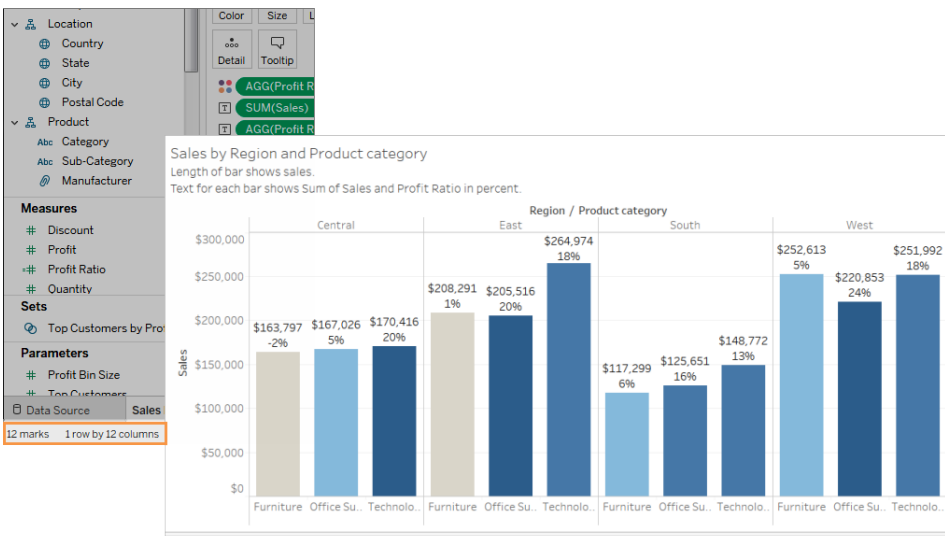 Location
Country
State
City
Postal Code
Product
Abc Category
Abc Sub-Category
Manufacturer
Measures
# Discount
# Profit
=# Profit Ratio
# Quantity
Sets
Top Customers by Pro
Parameters
# Profit Bin Size
# Top Customers
Data Source Sales
12 marks 1 row by 12 columns
Color Size L
Detail Tooltip
AGG(Profit R
T SUM(Sales)
T AGG(Profit R
Sales by Region and Product category
Length of bar shows sales.
Text for each bar shows Sum of Sales and Profit Ratio in percent.
Region / Product category
Central East South West
Sales
$300,000
$250,000
$200,000
$150,000
$100,000
$50,000
$0
$163,797
-2%
$167,026
5%
$170,416
20%
$208,291
1%
$205,516
20%
$264,974
18%
$117,299
6%
$125,651
16%
$148,772
13%
$252,613
5%
$220,853
24%
$251,992
18%
Furniture Office Su.. Technolo.. Furniture Office Su.. Technolo.. Furniture Office Su.. Technolo.. Furniture Office Su.. Technolo..